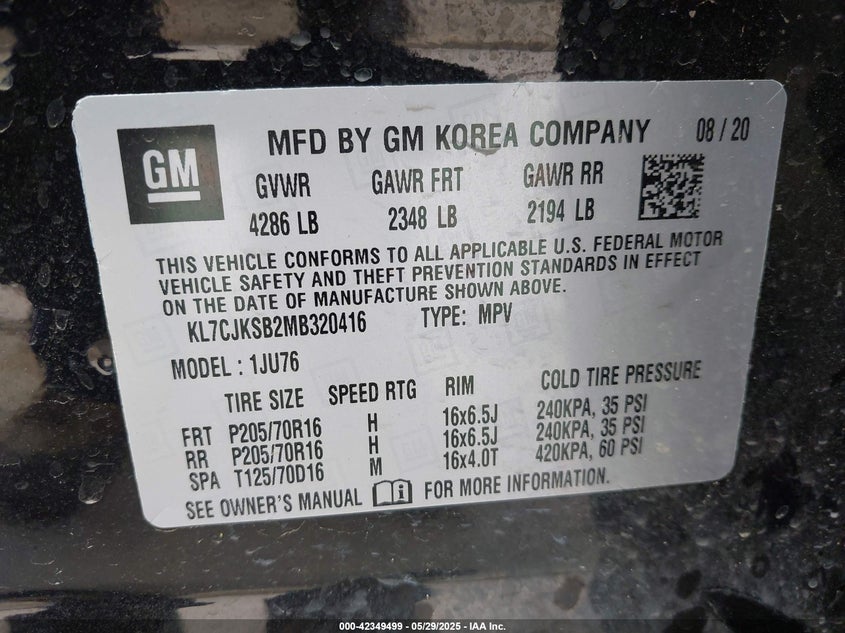 GM
MFD BY GM KOREA COMPANY 08 / 20
GVWR GAWR FRT GAWR RR
4286 LB 2348 LB 2194 LB
THIS VEHICLE CONFORMS TO ALL APPLICABLE U.S. FEDERAL MOTOR
VEHICLE SAFETY AND THEFT PREVENTION STANDARDS IN EFFECT
ON THE DATE OF MANUFACTURE SHOWN ABOVE.
KL7CJKSB2MB320416 TYPE: MPV
MODEL : 1JU76
TIRE SIZE SPEED RTG RIM COLD TIRE PRESSURE
FRT P205/70R16 H 16x6.5J 240KPA, 35 PSI
RR P205/70R16 H 16x6.5J 240KPA, 35 PSI
SPA T125/70D16 M 16x4.0T 420KPA, 60 PSI
SEE OWNER'S MANUAL FOR MORE INFORMATION.
000-42349499 - 05/29/2025 - IAA Inc.